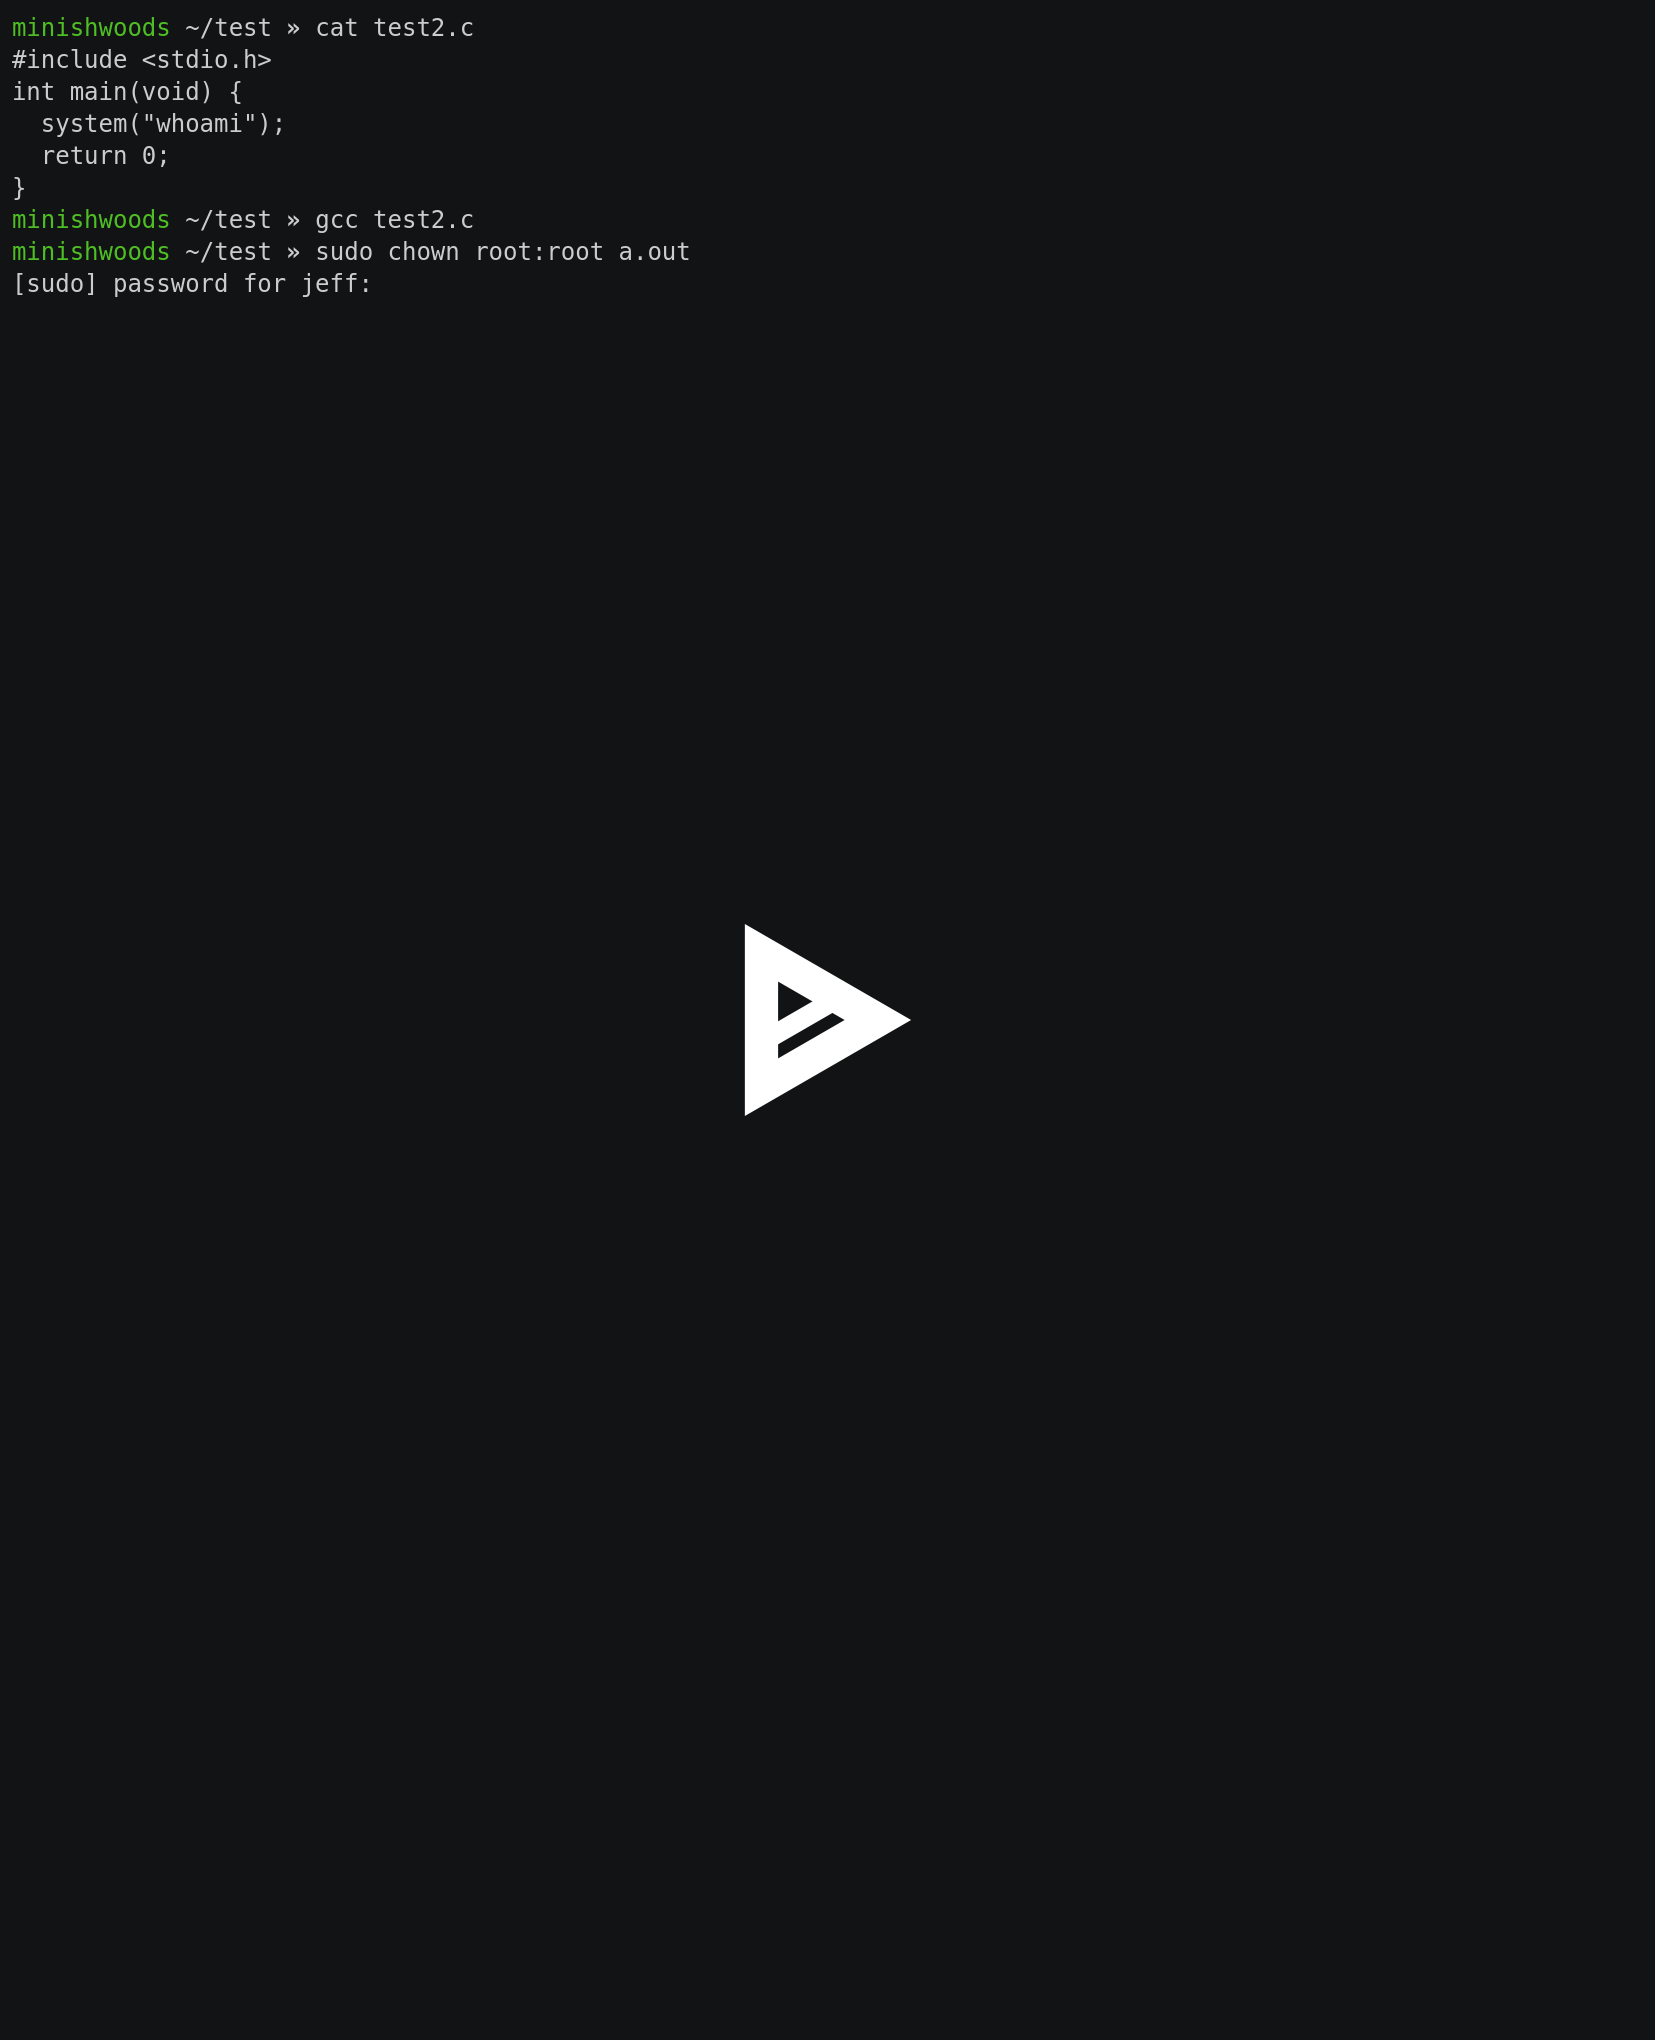 minishwoods ~/test » cat test2.c
#include <stdio.h>
int main(void) {
  system("whoami");
  return 0;
}
minishwoods ~/test » gcc test2.c
minishwoods ~/test » sudo chown root:root a.out
[sudo] password for jeff: